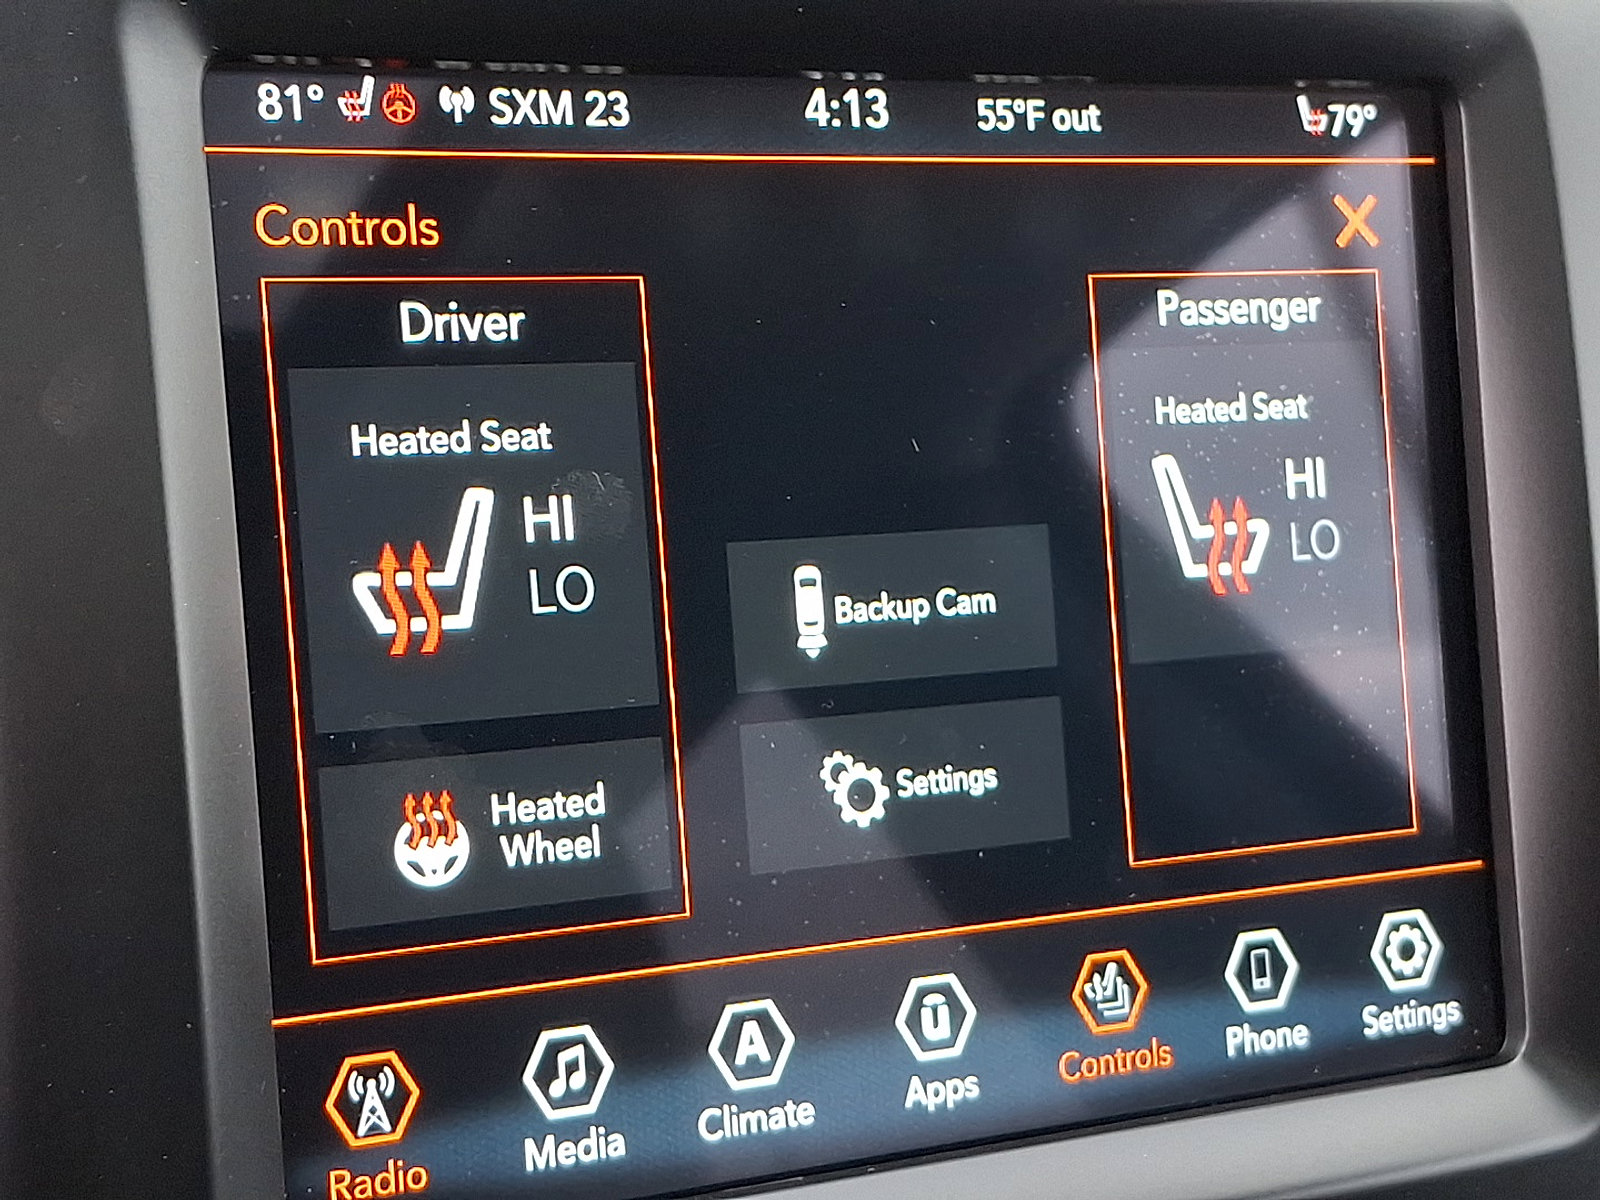 81° SXM 23 4:13 55°F out 79°
Controls
Driver
Heated Seat
HI
LO
Heated
Wheel
Backup Cam
Settings
Passenger
Heated Seat
HI
LO
Radio
Media
A
Climate
Apps
Controls
Phone
Settings